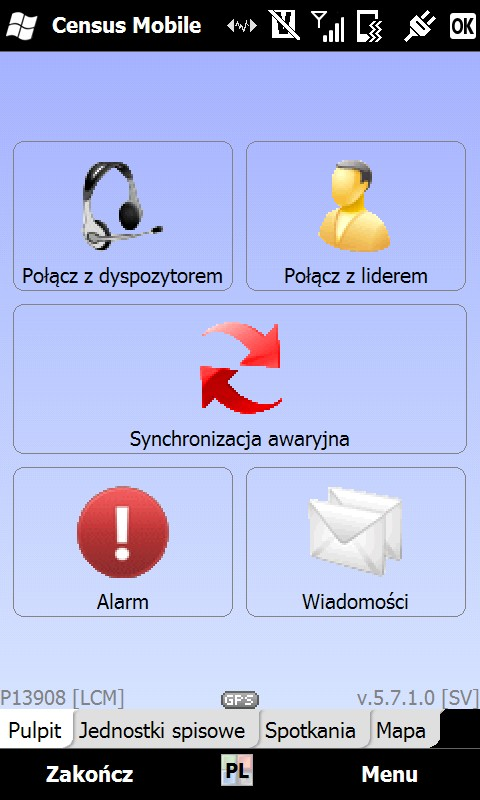 Census Mobile OK
Połącz z dyspozytorem
Połącz z liderem
Synchronizacja awaryjna
Alarm
Wiadomości
P13908 [LCM] GPS v.5.7.1.0 [SV]
Pulpit Jednostki spisowe Spotkania Mapa
Zakończ PL Menu